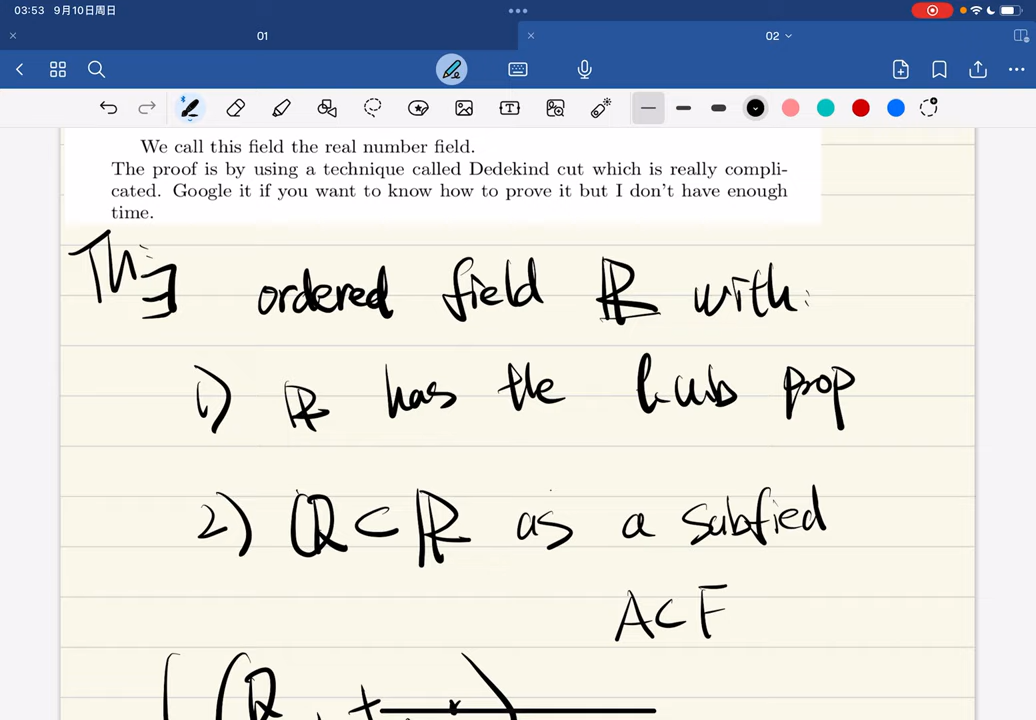 03:53 9月10日周日
01 02
We call this field the real number field.
The proof is by using a technique called Dedekind cut which is really compli-
cated. Google it if you want to know how to prove it but I don't have enough
time.
Th: ∃ ordered field ℝ with:
1) ℝ has the l.u.b prop
2) ℚ ⊂ ℝ as a subfied
A ⊂ F